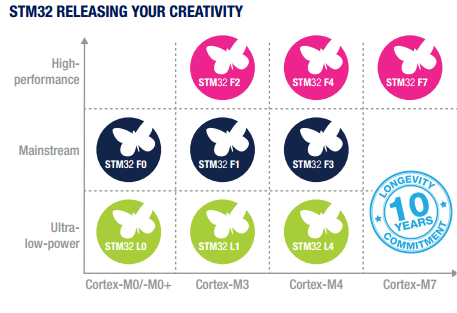 STM32 RELEASING YOUR CREATIVITY
High-
performance
STM32 F2
STM32 F4
STM32 F7
Mainstream
STM32 F0
STM32 F1
STM32 F3
LONGEVITY
10
YEARS
COMMITMENT
Ultra-
low-power
STM32 L0
STM32 L1
STM32 L4
Cortex-M0/-M0+
Cortex-M3
Cortex-M4
Cortex-M7